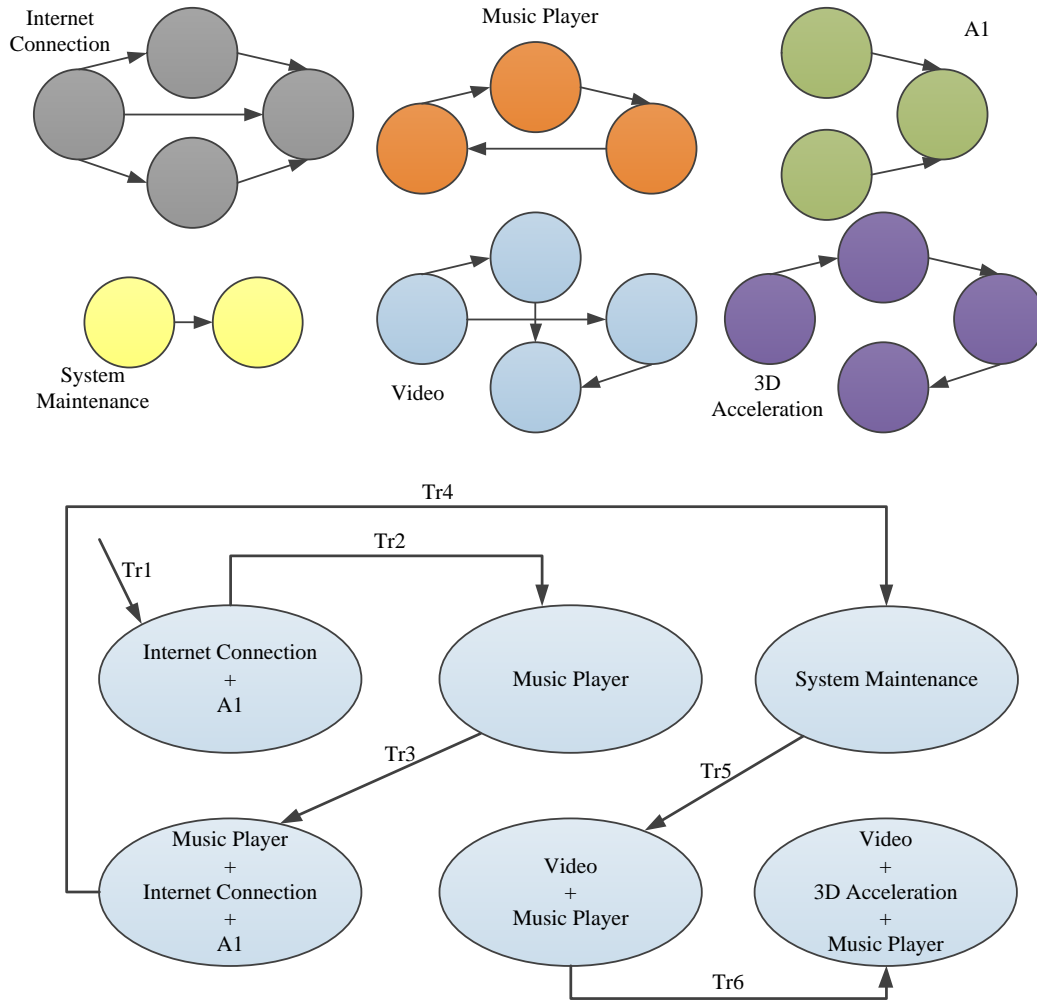 Internet
Connection
Music Player
A1
System
Maintenance
Video
3D
Acceleration
Tr4
Tr2
Tr1
Internet Connection
+
A1
Music Player
System Maintenance
Tr3
Tr5
Music Player
+
Internet Connection
+
A1
Video
+
Music Player
Video
+
3D Acceleration
+
Music Player
Tr6